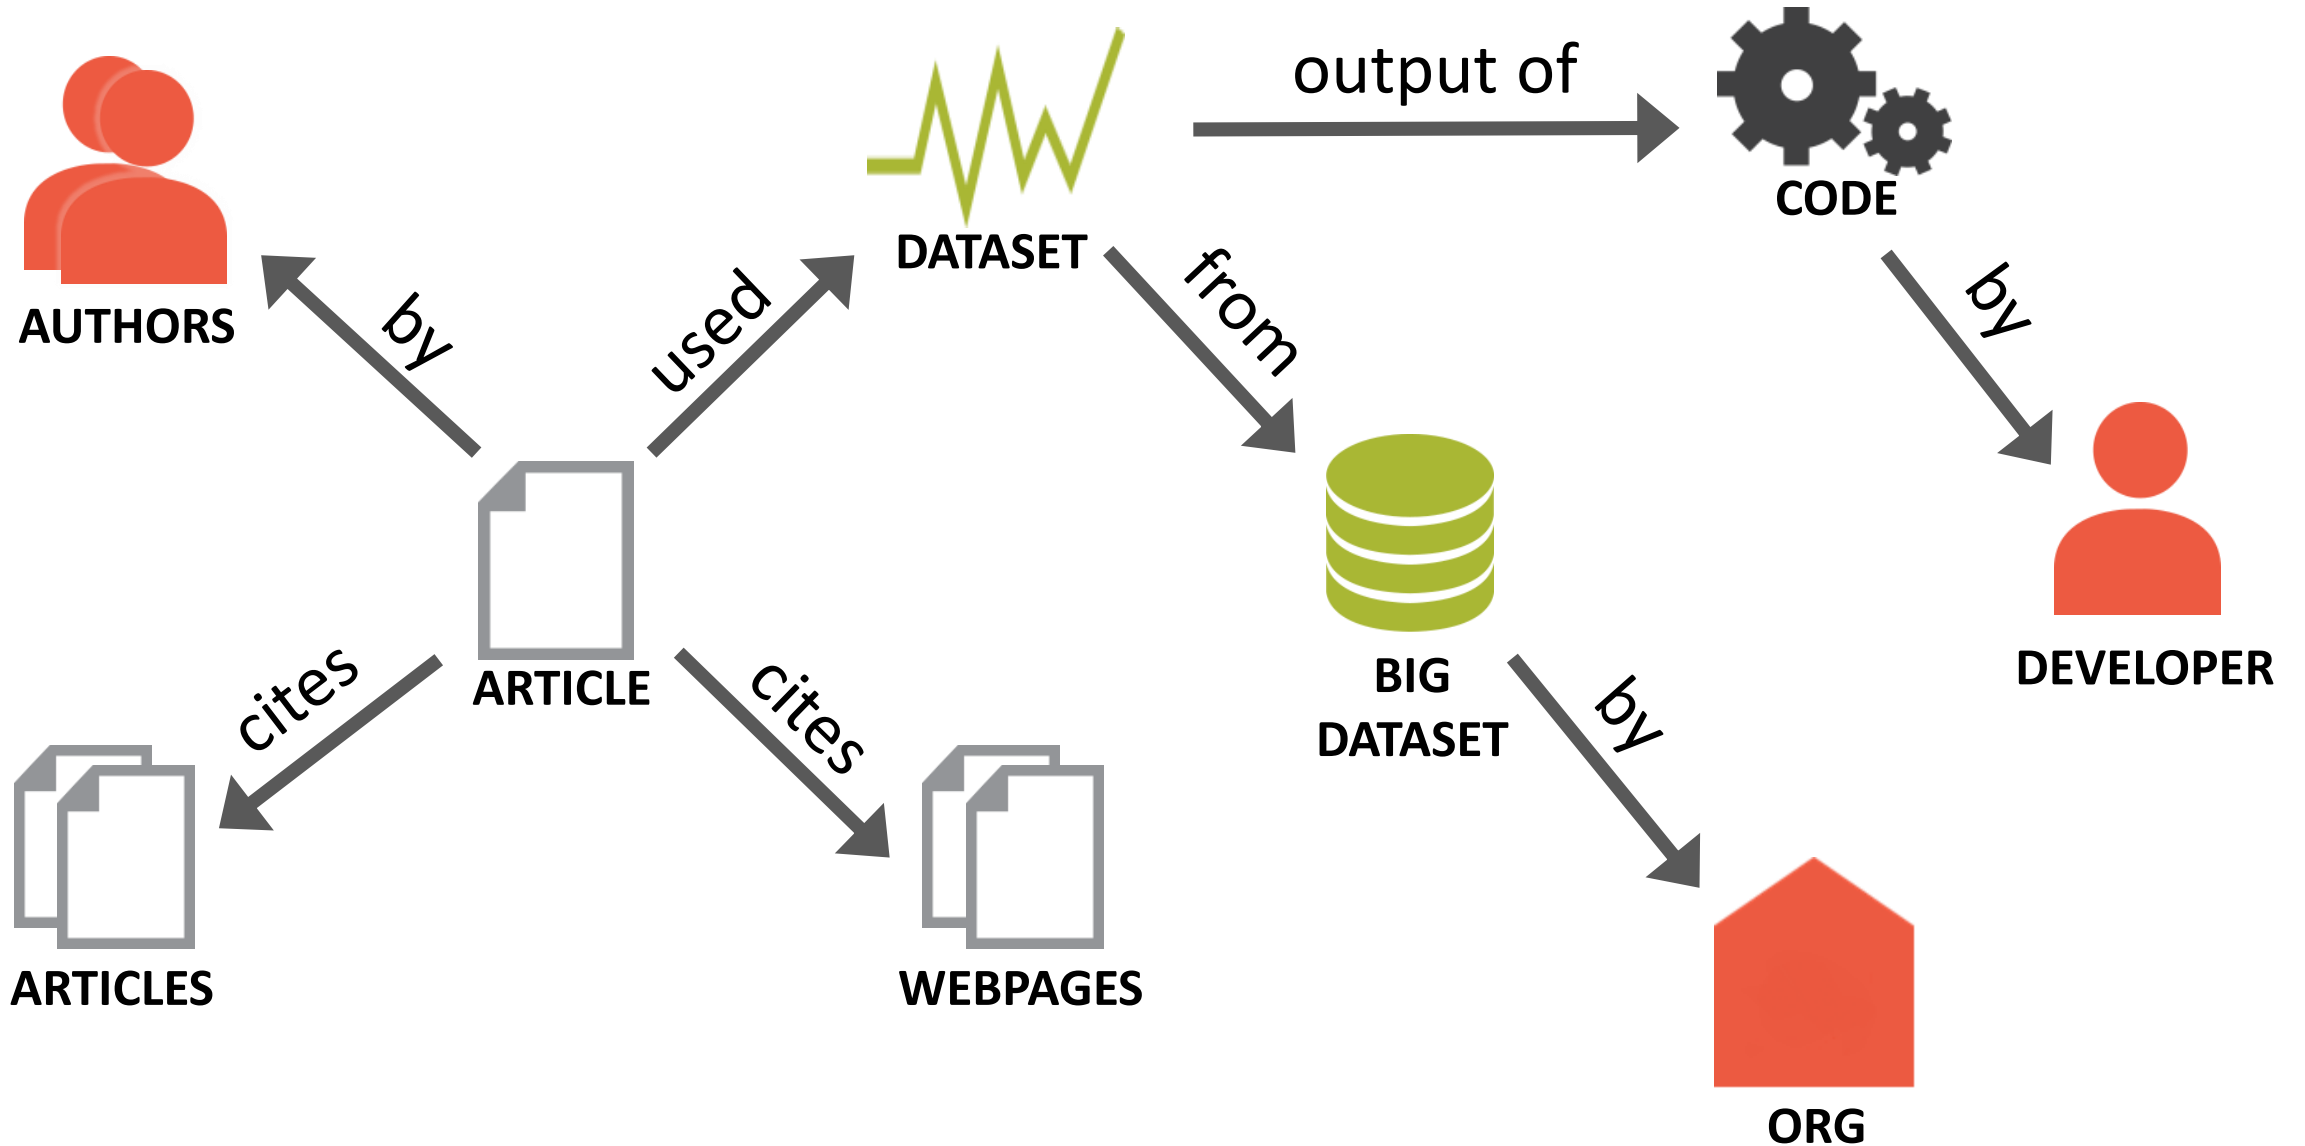 output of
CODE
DATASET
AUTHORS
by
used
from
by
ARTICLE
cites
cites
BIG
DATASET
by
DEVELOPER
ARTICLES
WEBPAGES
ORG